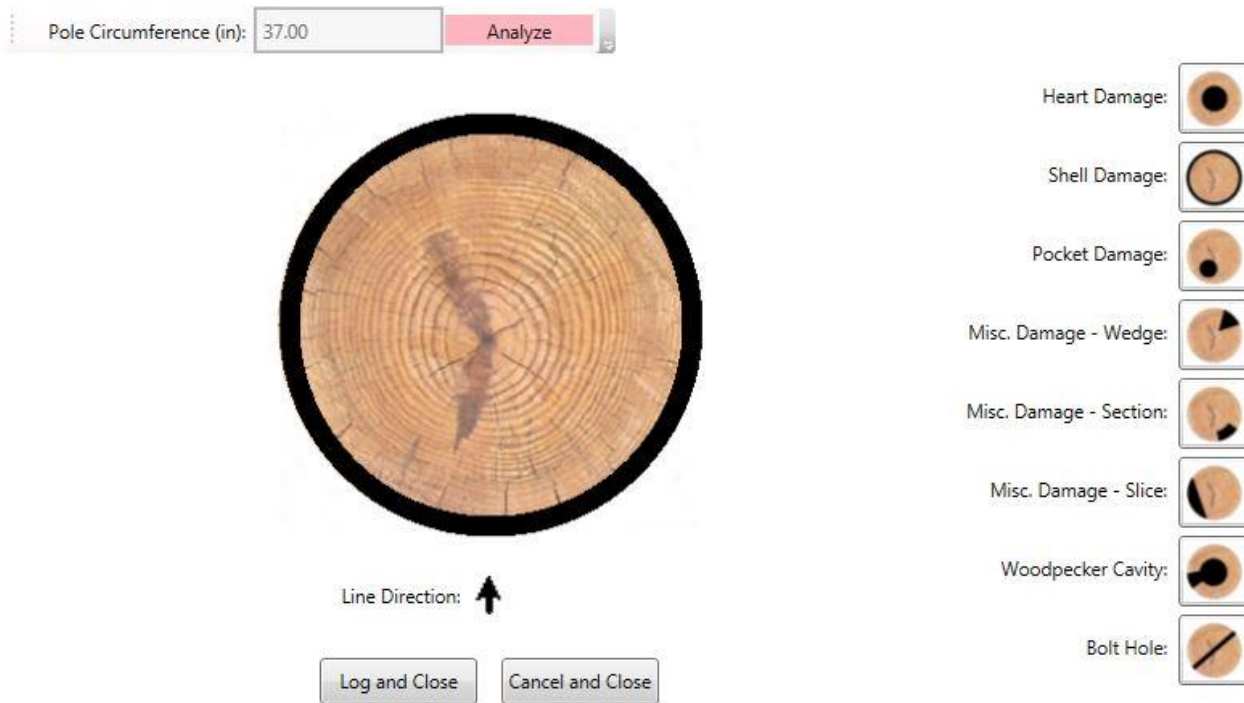 Pole Circumference (in): 37.00 Analyze
Heart Damage:
Shell Damage:
Pocket Damage:
Misc. Damage - Wedge:
Misc. Damage - Section:
Misc. Damage - Slice:
Woodpecker Cavity:
Bolt Hole:
Line Direction:
Log and Close Cancel and Close